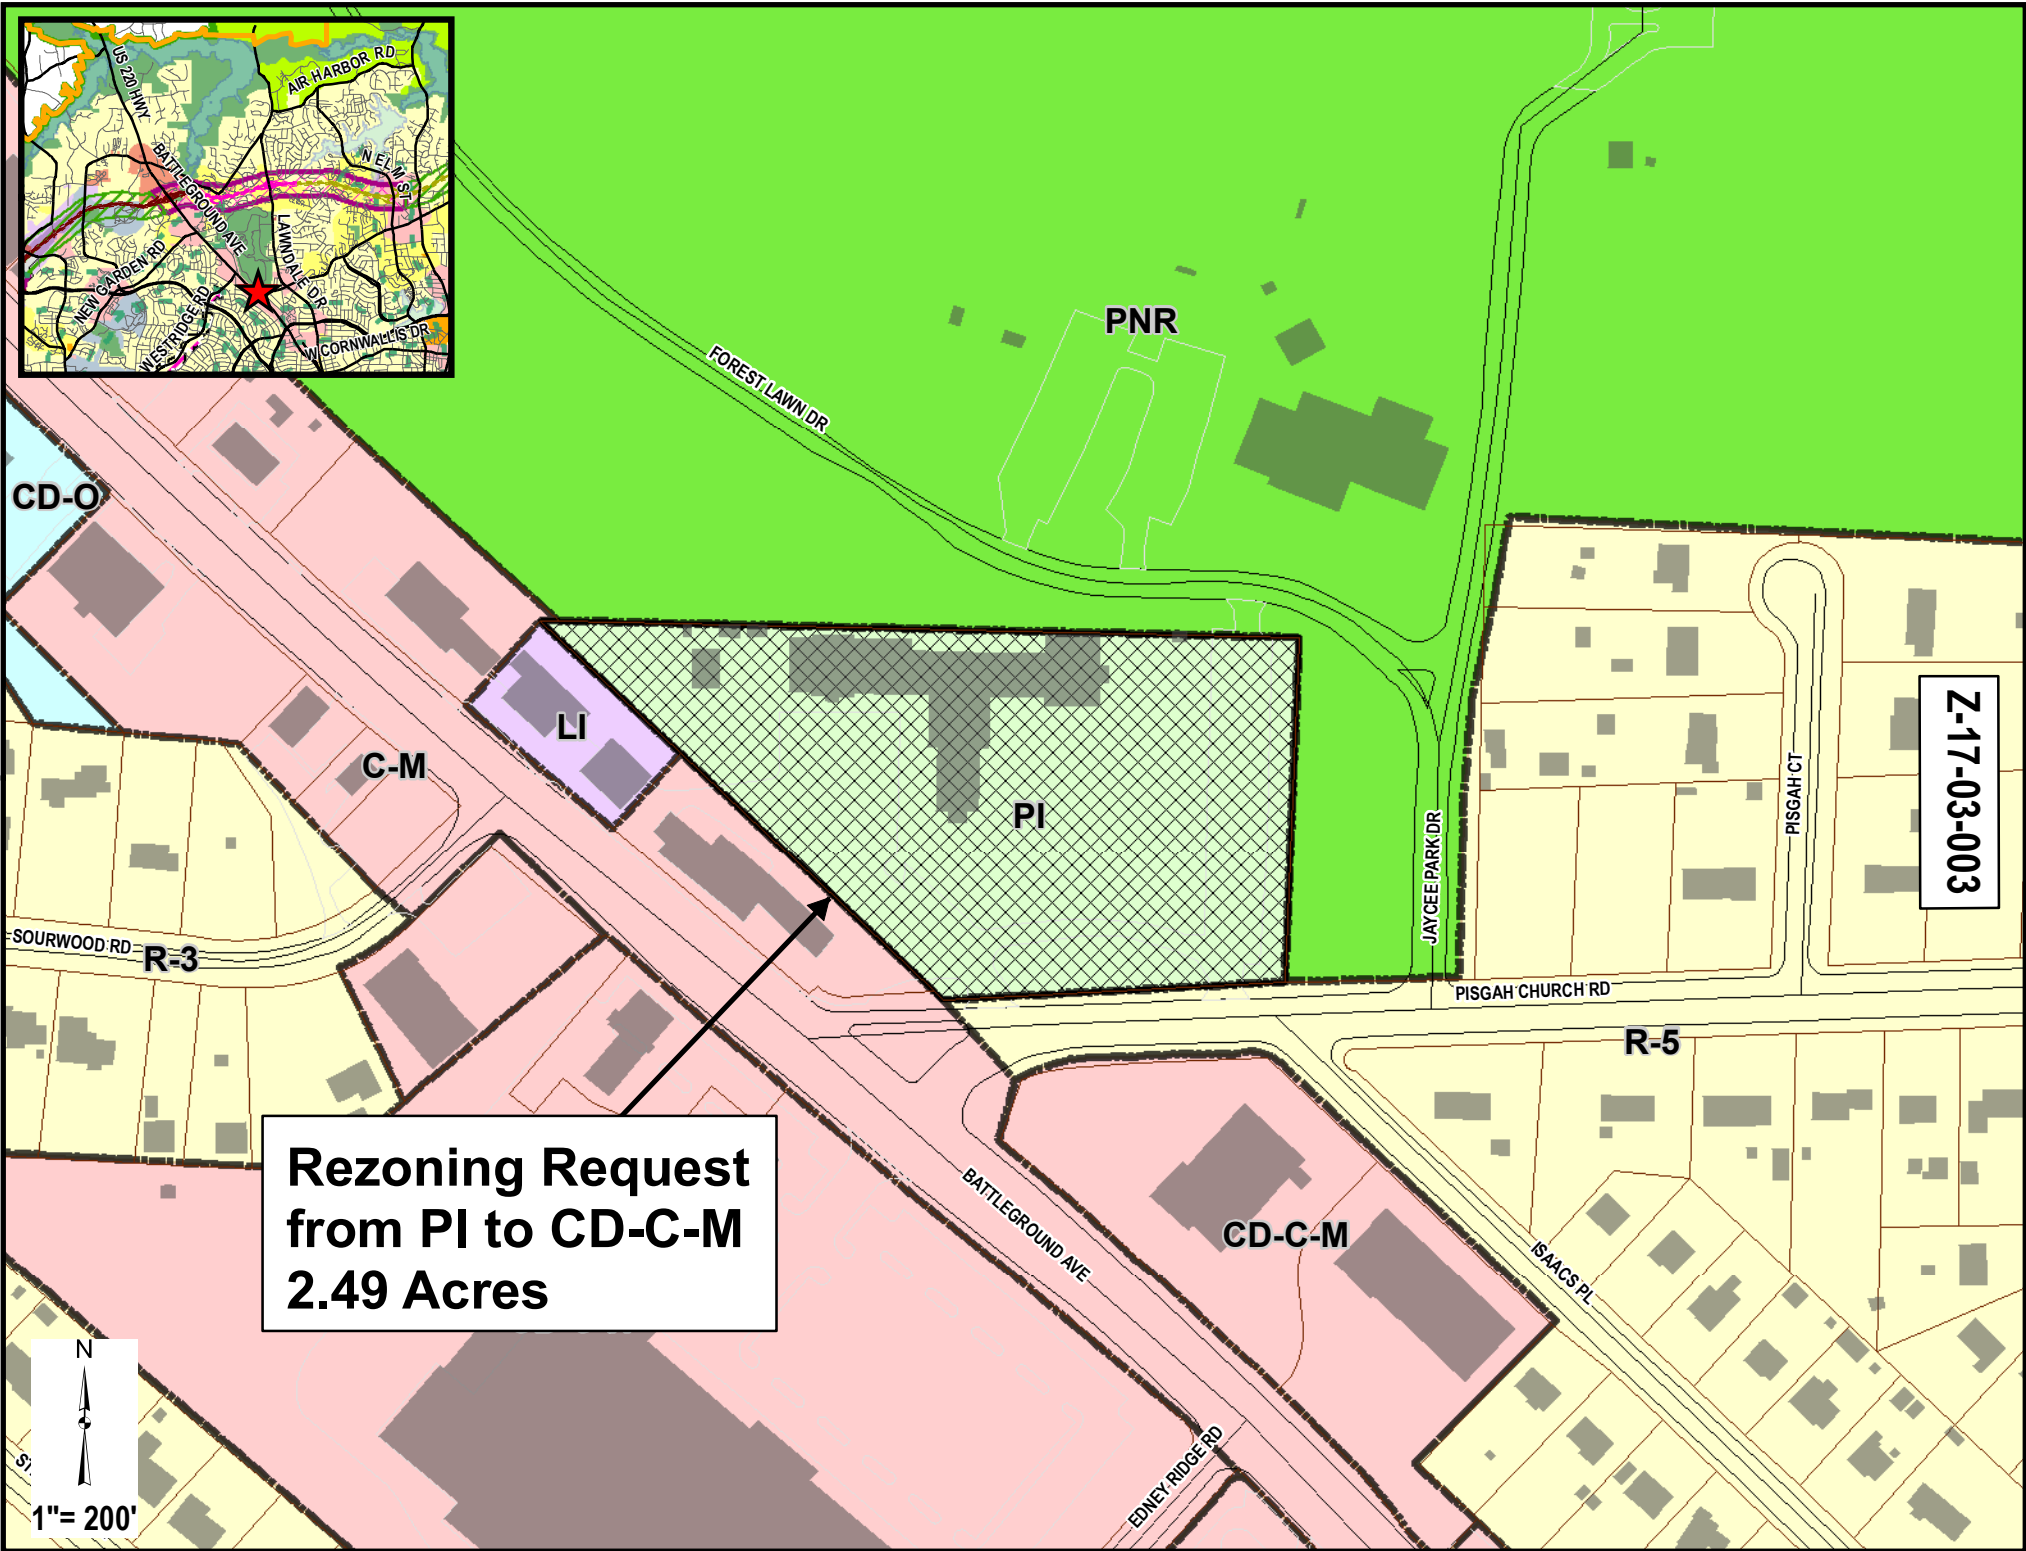 US 220 HWY
AIR HARBOR RD
BATTLEGROUND AVE
N ELM ST
LAWNDALE DR
NEW GARDEN RD
WESTRIDGE RD
W CORNWALLIS DR
PNR
FOREST LAWN DR
CD-O
LI
C-M
PI
Z-17-03-003
PISGAH CT
JAYCEE PARK DR
SOURWOOD RD
R-3
PISGAH CHURCH RD
R-5
Rezoning Request
from PI to CD-C-M
2.49 Acres
BATTLEGROUND AVE
CD-C-M
ISAACS PL
EDNEY RIDGE RD
N
1"= 200'